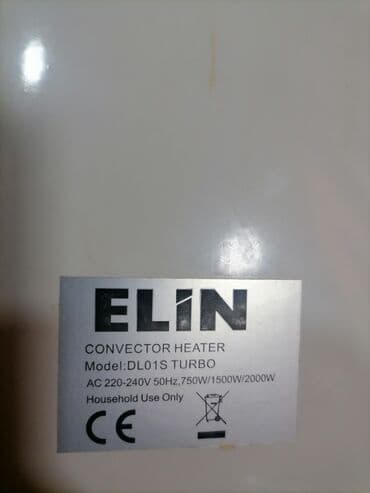 ELIN
CONVECTOR HEATER
Model:DL01S TURBO
AC 220-240V 50Hz,750W/1500W/2000W
Household Use Only
CE